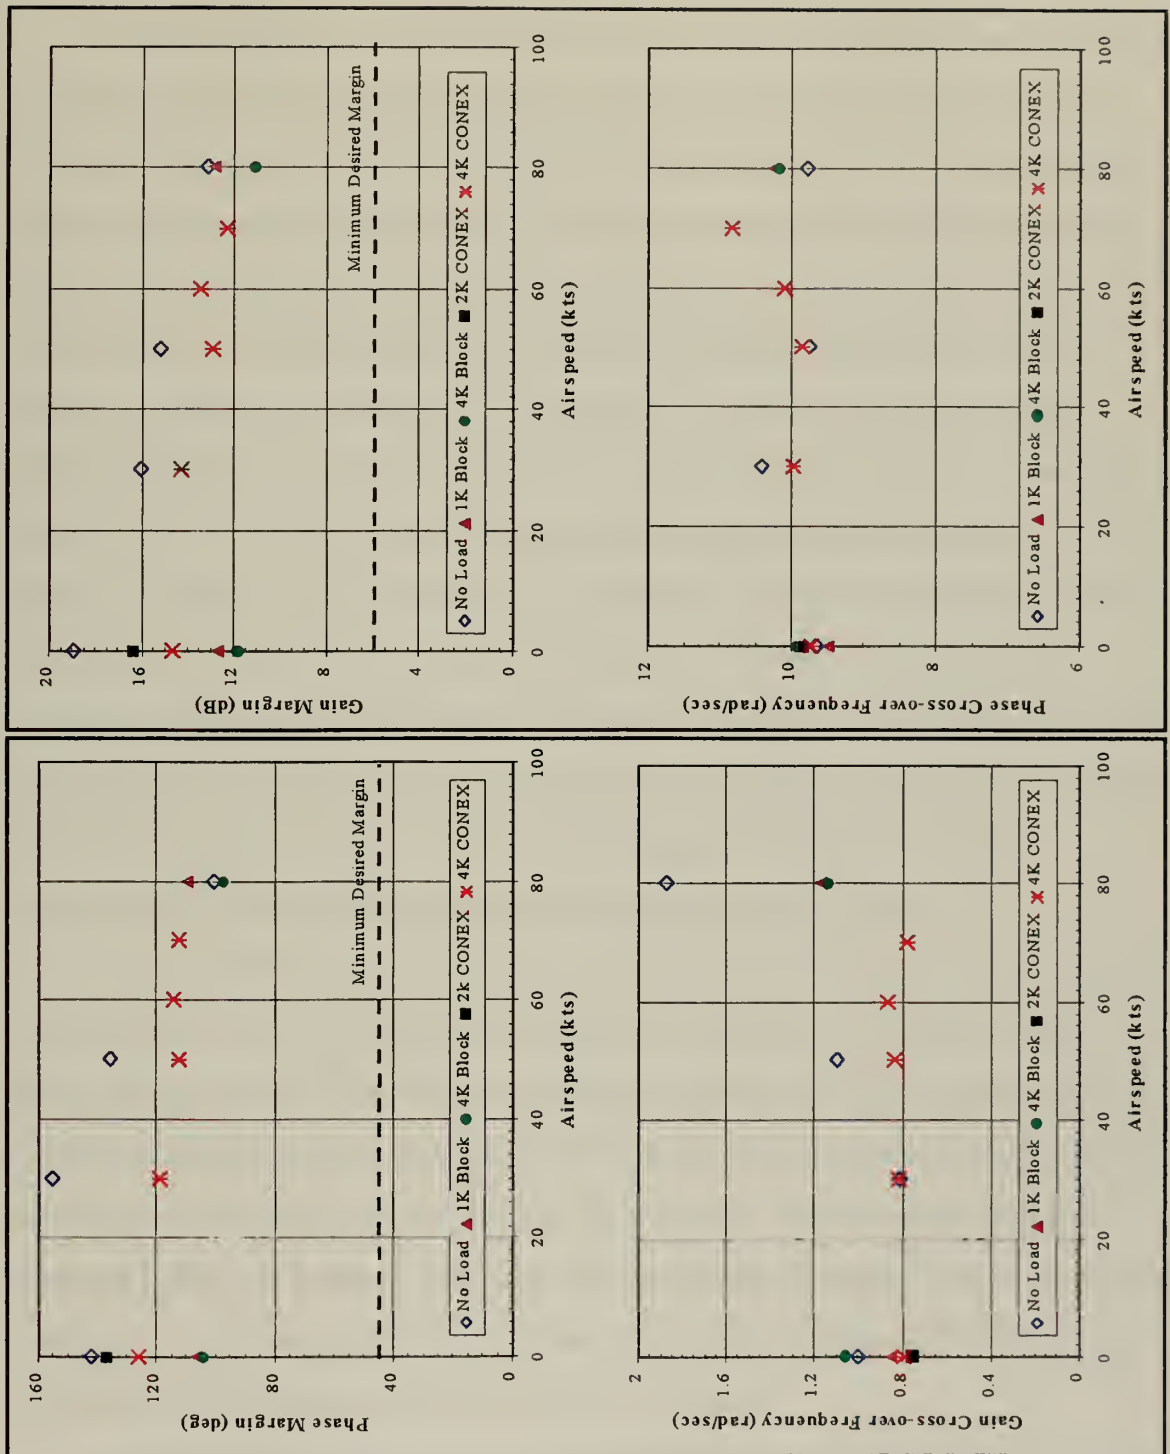 160
120
80
40
0
Phase Margin (deg)
Minimum Desired Margin
No Load 1K Block 4K Block 2k CONEX 4K CONEX
0 20 40 60 80 100
Airspeed (kts)
20
16
12
8
4
0
Gain Margin (dB)
Minimum Desired Margin
No Load 1K Block 4K Block 2K CONEX 4K CONEX
0 20 40 60 80 100
Airspeed (kts)
2
1.6
1.2
0.8
0.4
0
Gain Cross-over Frequency (rad/sec)
No Load 1K Block 4K Block 2K CONEX 4K CONEX
0 20 40 60 80 100
Airspeed (kts)
12
10
8
6
Phase Cross-over Frequency (rad/sec)
No Load 1K Block 4K Block 2K CONEX 4K CONEX
0 20 40 60 80 100
Airspeed (kts)